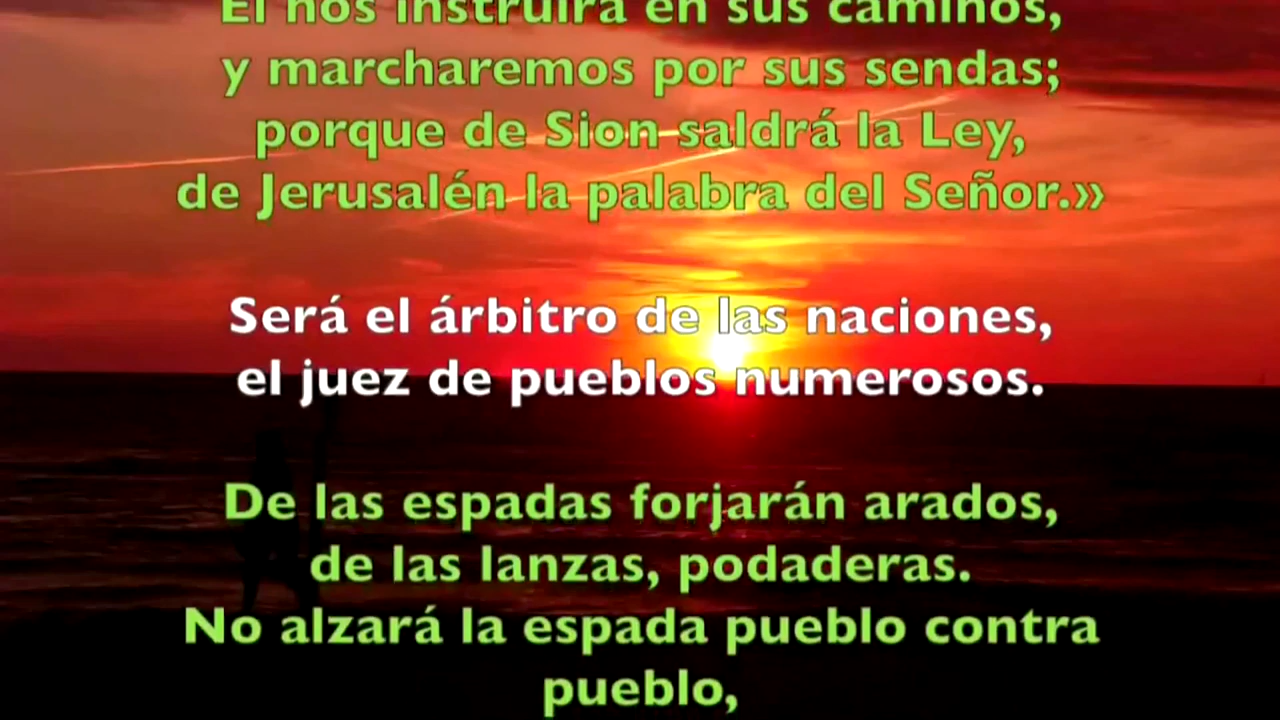 Él nos instruirá en sus caminos,
y marcharemos por sus sendas;
porque de Sion saldrá la Ley,
de Jerusalén la palabra del Señor.»
Será el árbitro de las naciones,
el juez de pueblos numerosos.
De las espadas forjarán arados,
de las lanzas, podaderas.
No alzará la espada pueblo contra
pueblo,